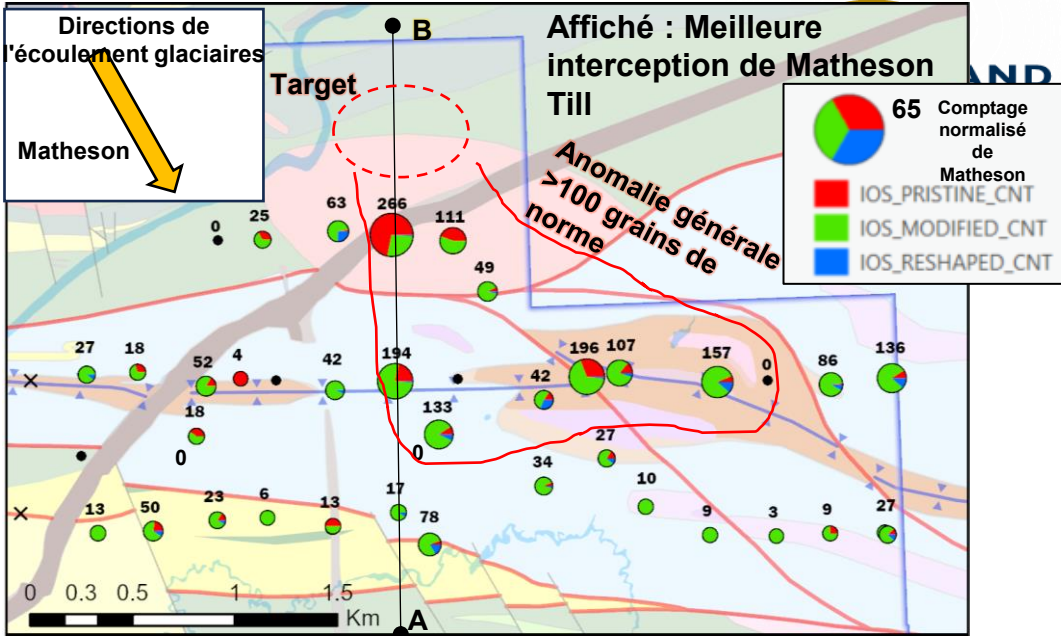 Directions de
l'écoulement glaciaires
Matheson
B
Target
Affiché : Meilleure
interception de Matheson
Till
AND
65 Comptage
normalisé
de
Matheson
IOS_PRISTINE_CNT
IOS_MODIFIED_CNT
IOS_RESHAPED_CNT
Anomalie générale
>100 grains de
norme
0
25
63
266
111
49
27
18
52
4
42
194
196
107
157
0
86
136
42
18
0
133
0
27
34
10
13
50
23
6
13
17
78
9
3
9
27
0 0.3 0.5 1 1.5
Km
A